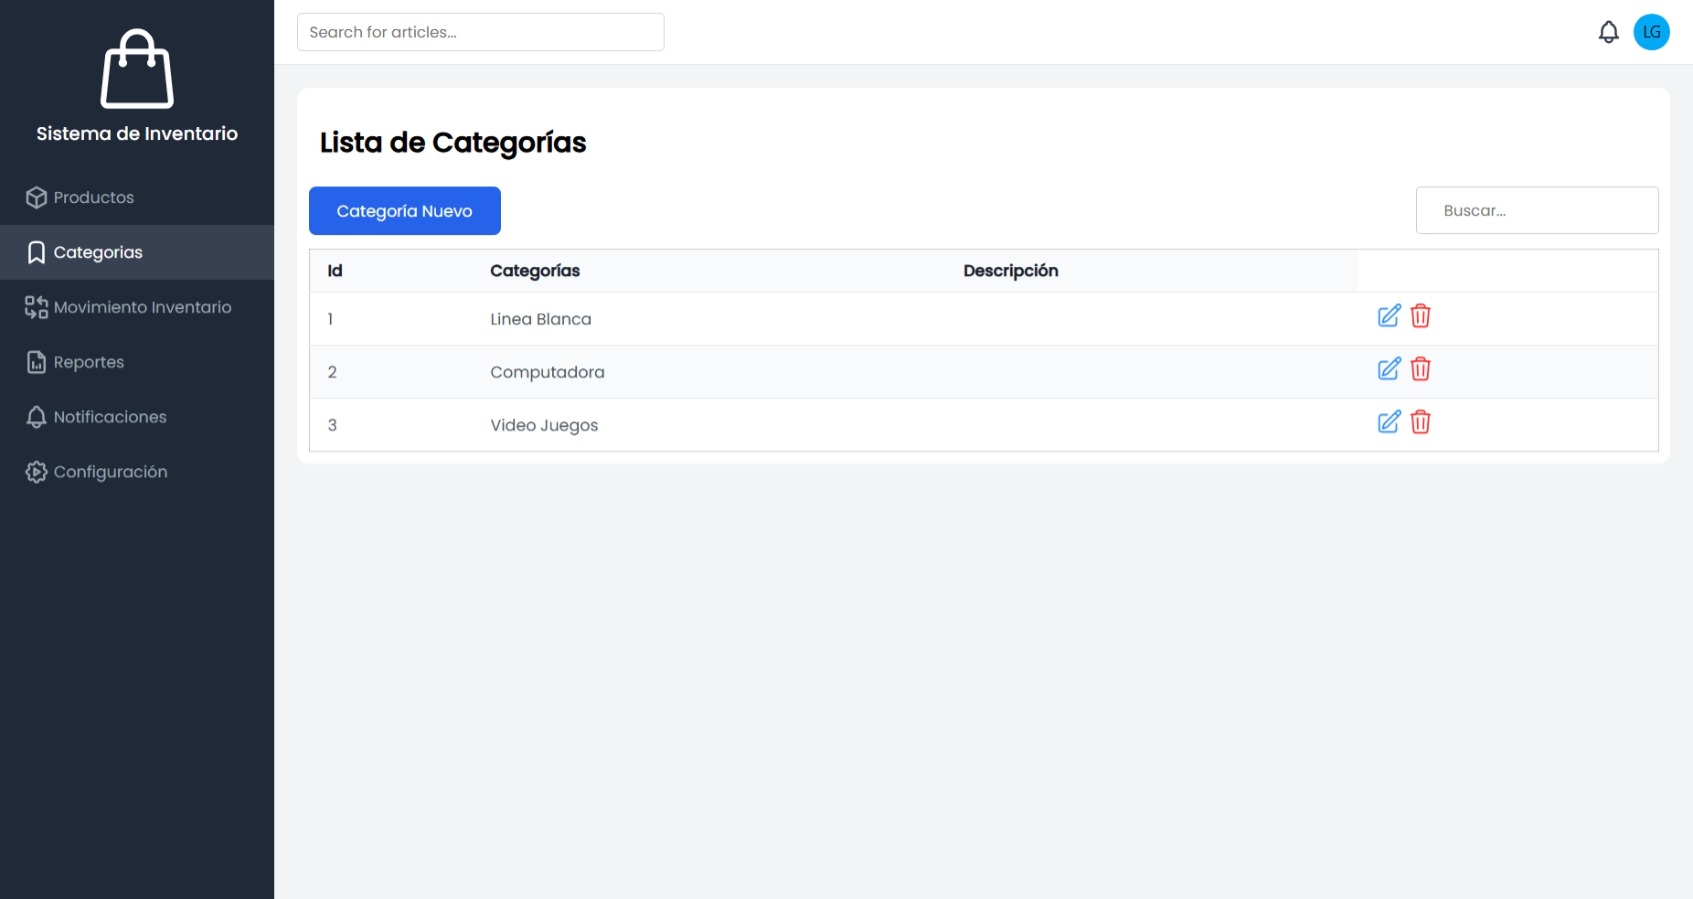 Sistema de Inventario
Productos
Categorias
Movimiento Inventario
Reportes
Notificaciones
Configuración
Search for articles...
LG
Lista de Categorías
Categoría Nuevo
Buscar...
Id Categorías Descripción
1 Linea Blanca
2 Computadora
3 Video Juegos